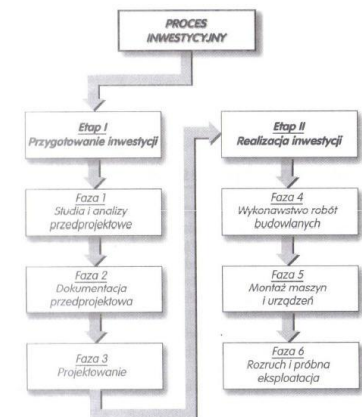 PROCES
INWESTYCYJNY
Etap I
Przygotowanie inwestycji
Faza 1
Studia i analizy
przedprojektowe
Faza 2
Dokumentacja
przedprojektowa
Faza 3
Projektowanie
Etap II
Realizacja inwestycji
Faza 4
Wykonawstwo robót
budowlanych
Faza 5
Montaż maszyn
i urządzeń
Faza 6
Rozruch i próbna
eksploatacja